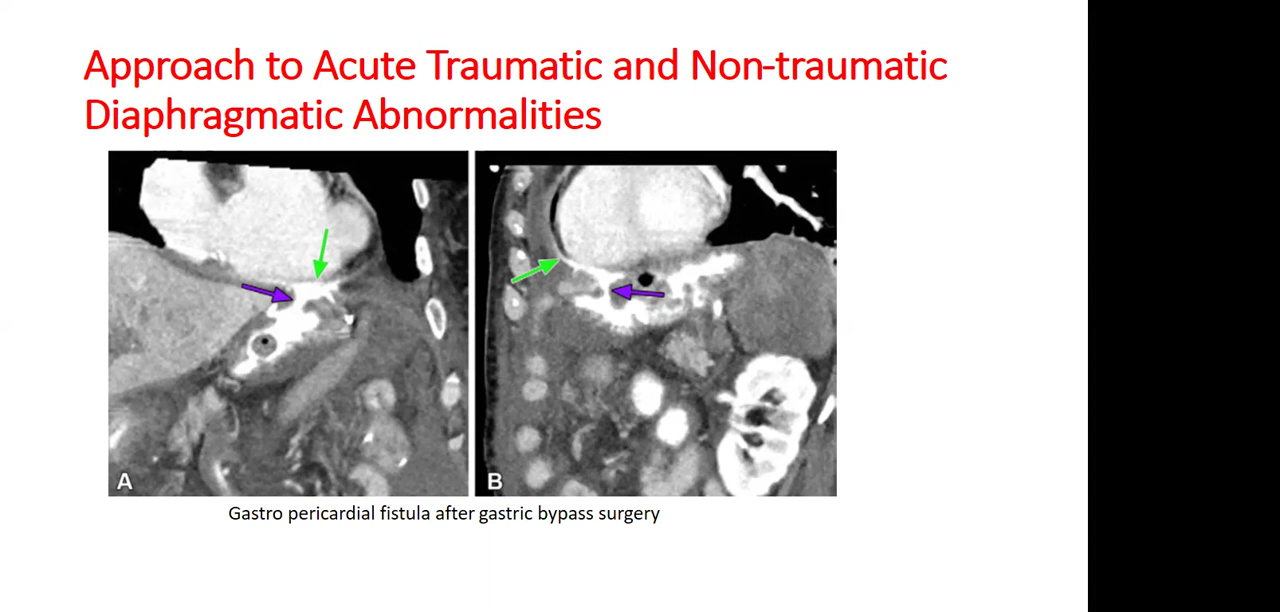 Approach to Acute Traumatic and Non-traumatic
Diaphragmatic Abnormalities
A
B
Gastro pericardial fistula after gastric bypass surgery